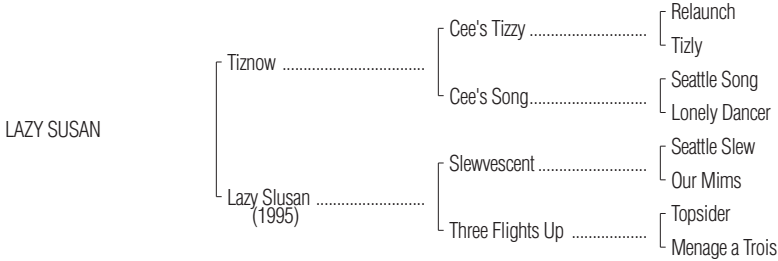 Relaunch
Cee's Tizzy ..............................
Tizly
Tiznow .....................................
Seattle Song
Cee's Song..............................
Lonely Dancer
LAZY SUSAN
Seattle Slew
Slewvescent ............................
Our Mims
Lazy Slusan ............................
(1995)
Topsider
Three Flights Up ...................
Menage a Trois